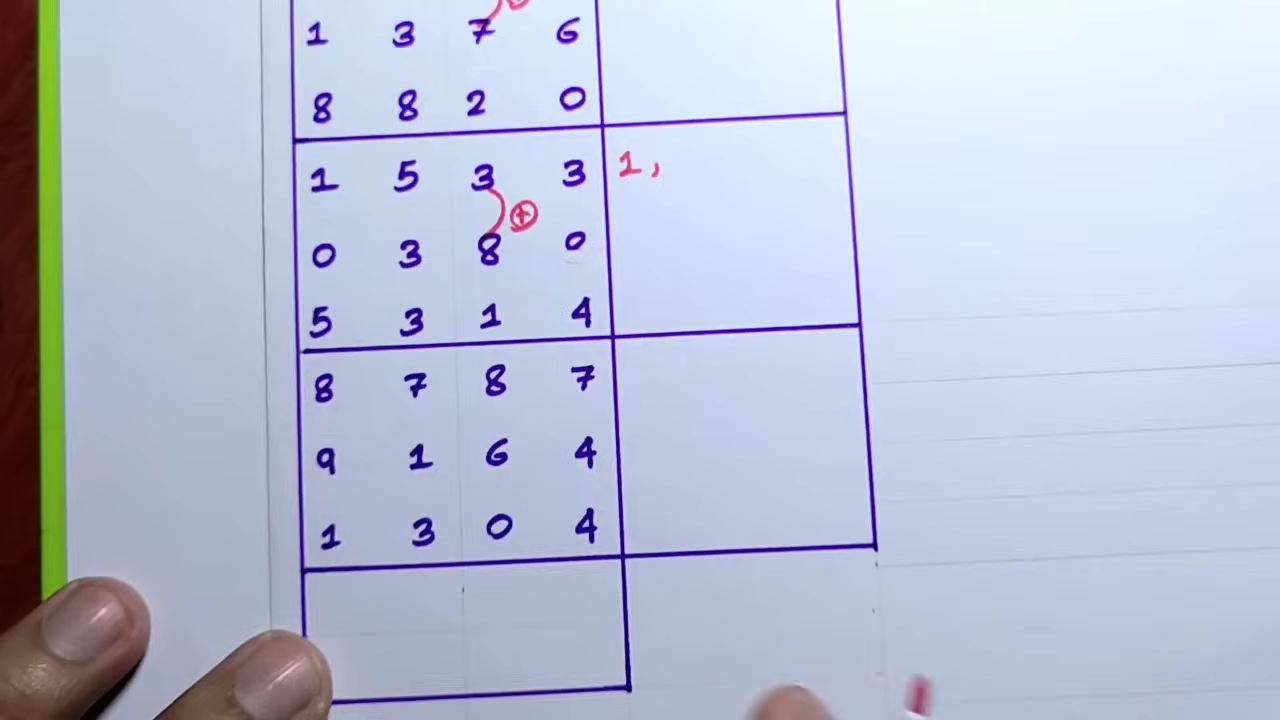 1 3 7 6
8 8 2 0
1 5 3 3 1,
+
0 3 8 0
5 3 1 4
8 7 8 7
9 1 6 4
1 3 0 4